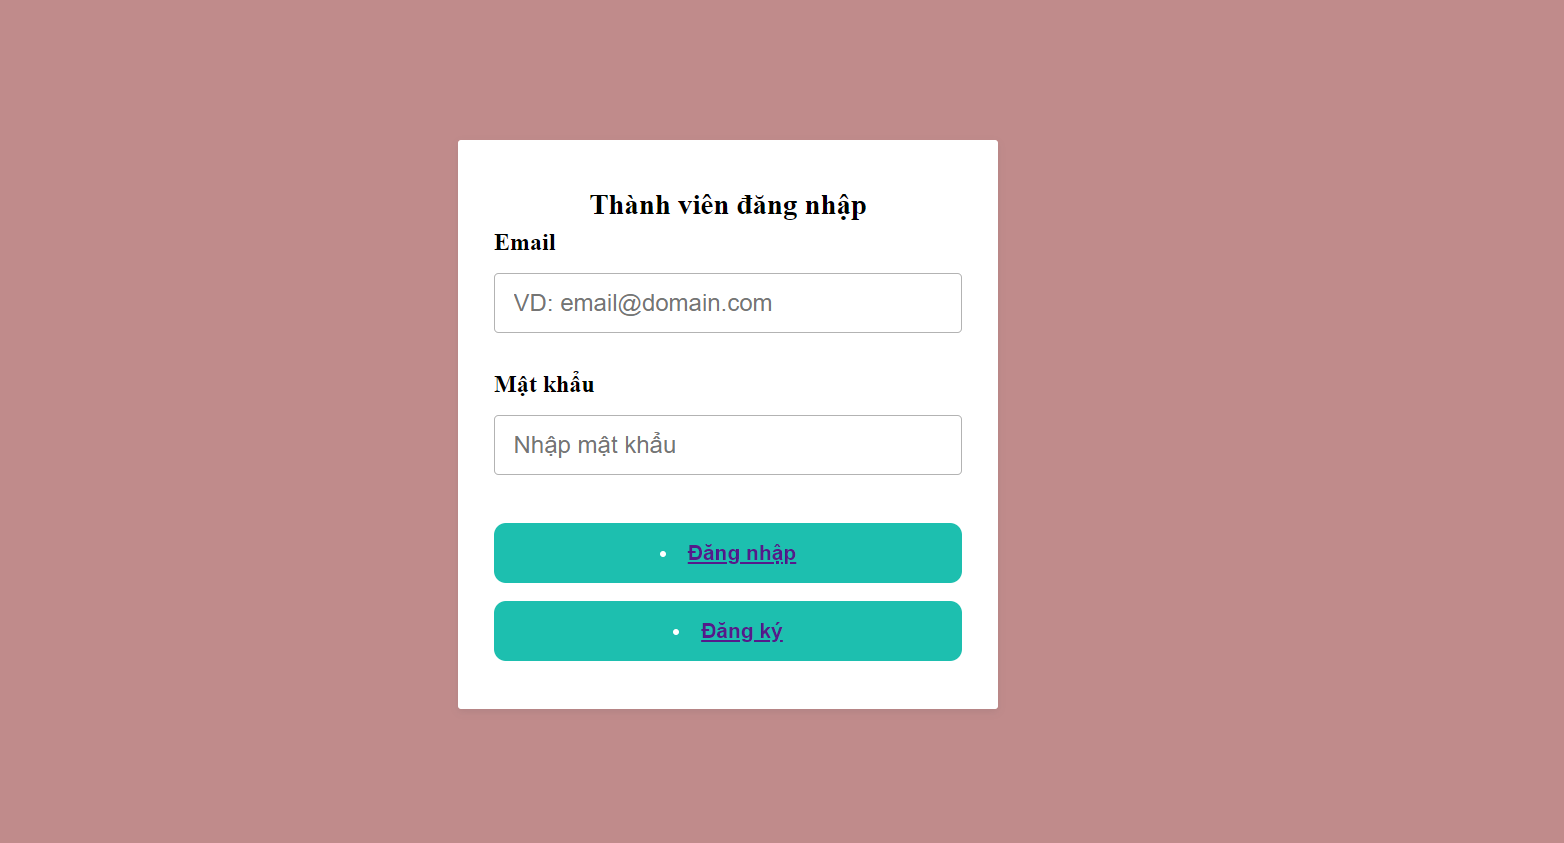 Thành viên đăng nhập
Email
VD: email@domain.com
Mật khẩu
Nhập mật khẩu
• Đăng nhập
• Đăng ký